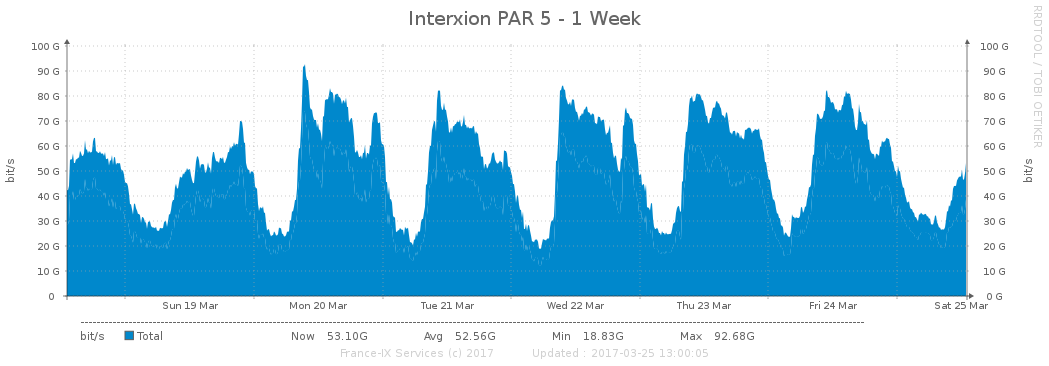 Interxion PAR 5 - 1 Week
RRDTOOL / TOBI OETIKER
bit/s
bit/s
100 G 100 G
90 G 90 G
80 G 80 G
70 G 70 G
60 G 60 G
50 G 50 G
40 G 40 G
30 G 30 G
20 G 20 G
10 G 10 G
0 0 G
Sun 19 Mar Mon 20 Mar Tue 21 Mar Wed 22 Mar Thu 23 Mar Fri 24 Mar Sat 25 Mar
bit/s Total Now 53.10G Avg 52.56G Min 18.83G Max 92.68G
France-IX Services (c) 2017 Updated : 2017-03-25 13:00:05